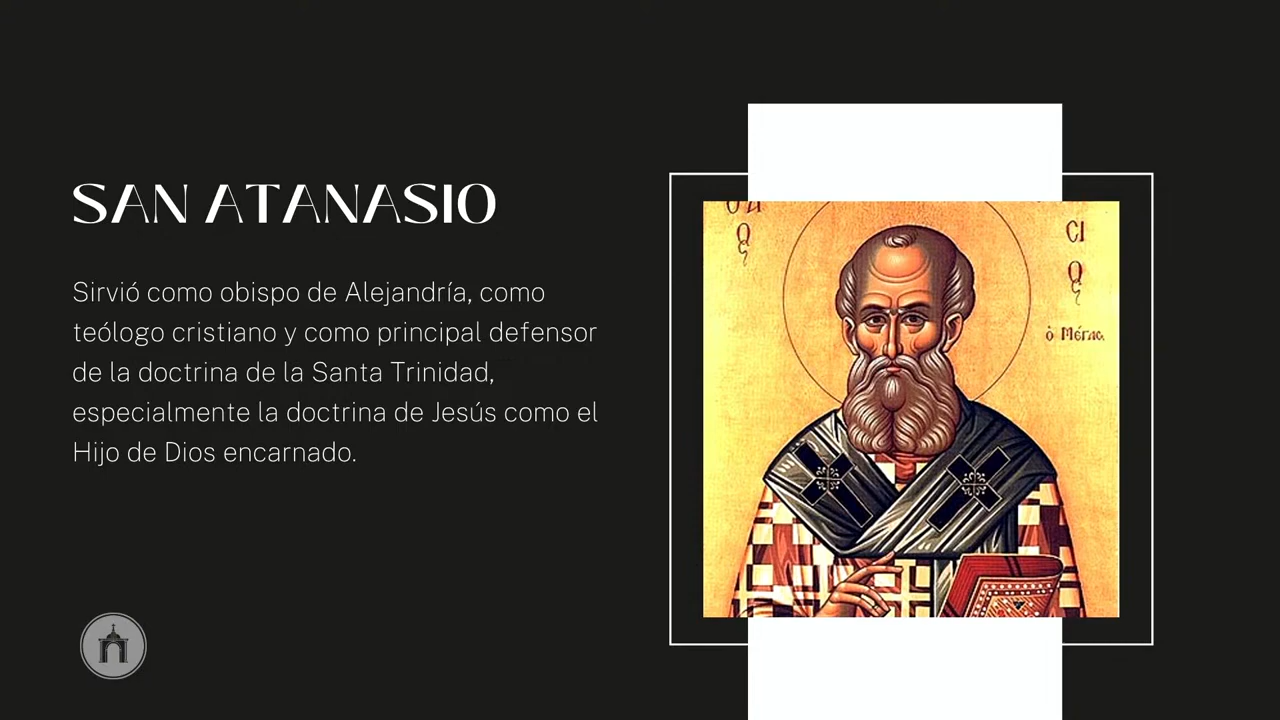 SAN ATANASIO
Sirvió como obispo de Alejandría, como
teólogo cristiano y como principal defensor
de la doctrina de la Santa Trinidad,
especialmente la doctrina de Jesús como el
Hijo de Dios encarnado.
CI
ὁ Μέγας